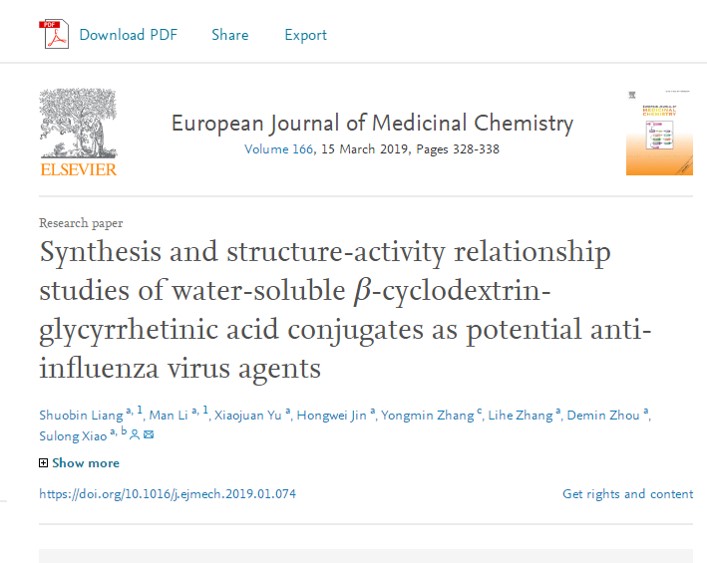 Download PDF Share Export
European Journal of Medicinal Chemistry
Volume 166, 15 March 2019, Pages 328-338
ELSEVIER
Research paper
Synthesis and structure-activity relationship
studies of water-soluble β-cyclodextrin-
glycyrrhetinic acid conjugates as potential anti-
influenza virus agents
Shuobin Liang a, 1, Man Li a, 1, Xiaojuan Yu a, Hongwei Jin a, Yongmin Zhang c, Lihe Zhang a, Demin Zhou a,
Sulong Xiao a, b
Show more
https://doi.org/10.1016/j.ejmech.2019.01.074 Get rights and content